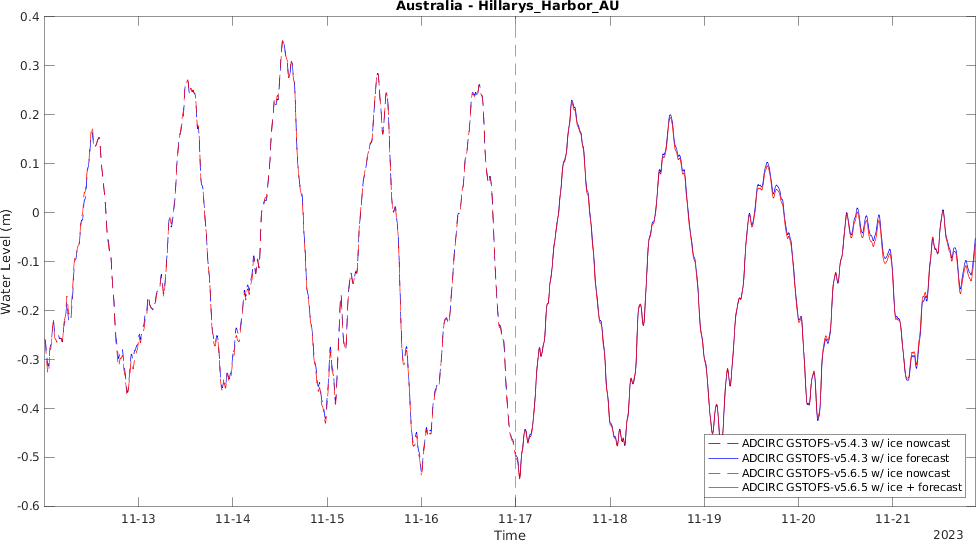 Australia - Hillarys_Harbor_AU
0.4
0.3
0.2
0.1
0
-0.1
-0.2
-0.3
-0.4
-0.5
-0.6
Water Level (m)
ADCIRC GSTOFS-v5.4.3 w/ ice nowcast
ADCIRC GSTOFS-v5.4.3 w/ ice forecast
ADCIRC GSTOFS-v5.6.5 w/ ice nowcast
ADCIRC GSTOFS-v5.6.5 w/ ice + forecast
11-13 11-14 11-15 11-16 11-17 11-18 11-19 11-20 11-21
Time
2023